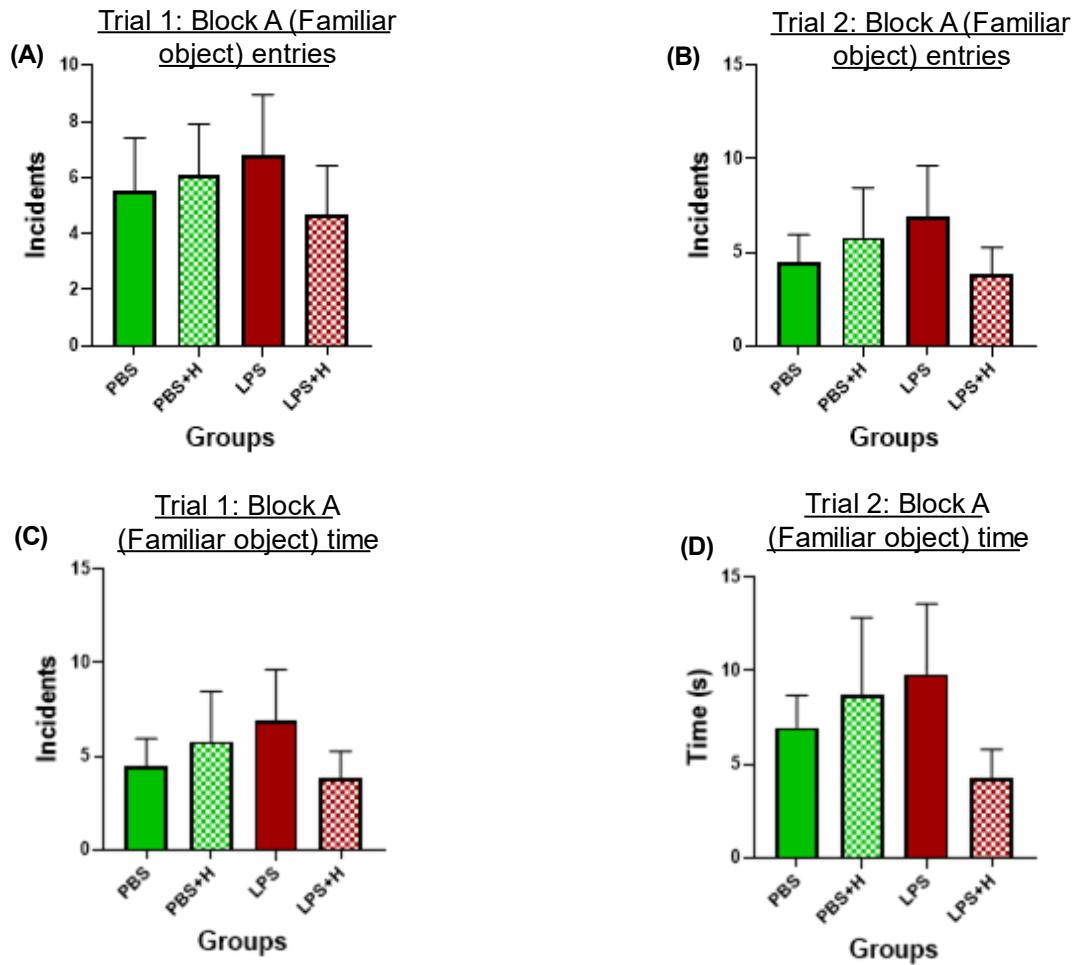 Trial 1: Block A (Familiar
object) entries
(A)
10
8
6
4
2
0
Incidents
PBS
PBS+H
LPS
LPS+H
Groups
Trial 2: Block A (Familiar
object) entries
(B)
15
10
5
0
Incidents
PBS
PBS+H
LPS
LPS+H
Groups
Trial 1: Block A
(Familiar object) time
(C)
15
10
5
0
Incidents
PBS
PBS+H
LPS
LPS+H
Groups
Trial 2: Block A
(Familiar object) time
(D)
15
10
5
0
Time (s)
PBS
PBS+H
LPS
LPS+H
Groups